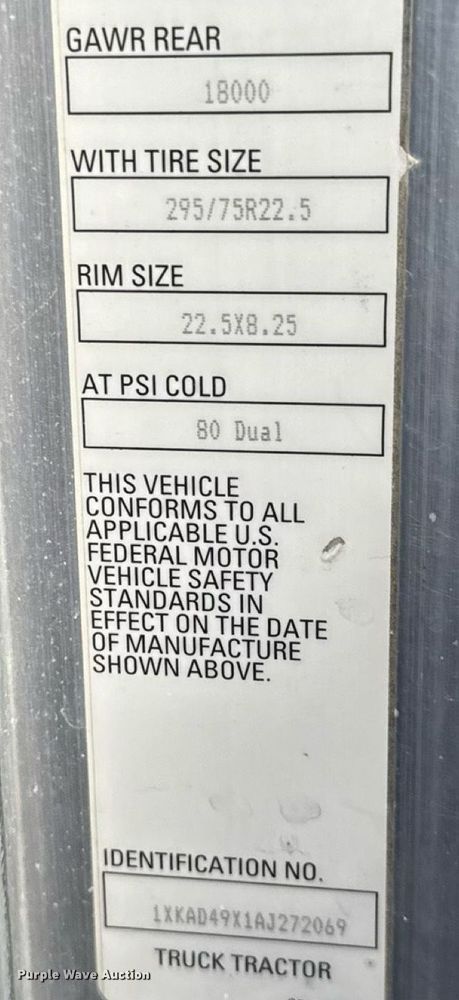 GAWR REAR
18000
WITH TIRE SIZE
295/75R22.5
RIM SIZE
22.5X8.25
AT PSI COLD
80 Dual
THIS VEHICLE
CONFORMS TO ALL
APPLICABLE U.S.
FEDERAL MOTOR
VEHICLE SAFETY
STANDARDS IN
EFFECT ON THE DATE
OF MANUFACTURE
SHOWN ABOVE.
IDENTIFICATION NO.
1XKAD49X1AJ272069
TRUCK TRACTOR
Purple Wave Auction